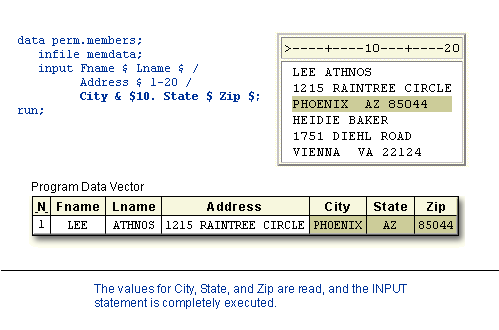 data perm.members;
infile memdata;
input Fname $ Lname $ /
Address $ 1-20 /
City & $10. State $ Zip $;
run;
>----+----10---+----20
LEE ATHNOS
1215 RAINTREE CIRCLE
PHOENIX  AZ 85044
HEIDIE BAKER
1751 DIEHL ROAD
VIENNA  VA 22124
Program Data Vector
N Fname Lname Address City State Zip
1 LEE ATHNOS 1215 RAINTREE CIRCLE PHOENIX AZ 85044
The values for City, State, and Zip are read, and the INPUT
statement is completely executed.